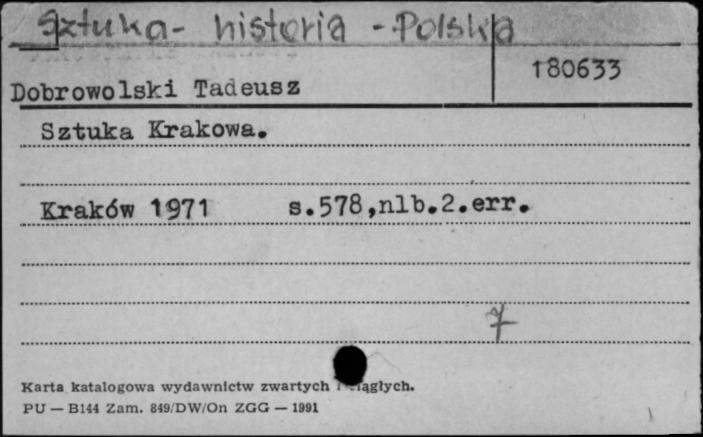 Sztuka - historia - Polska
180633
Dobrowolski Tadeusz
Sztuka Krakowa.
Kraków 1971 s.578,nlb.2.err.
7
Karta katalogowa wydawnictw zwartych i ciągłych.
PU — B144 Zam. 849/DW/On ZGG — 1991